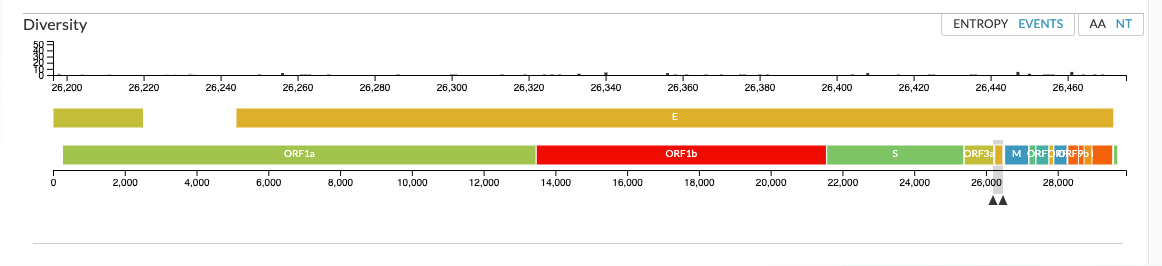 Diversity
ENTROPY EVENTS AA NT
50
40
30
20
10
0
26,200 26,220 26,240 26,260 26,280 26,300 26,320 26,340 26,360 26,380 26,400 26,420 26,440 26,460
E
ORF1a ORF1b S ORF3a M ORF9b
0 2,000 4,000 6,000 8,000 10,000 12,000 14,000 16,000 18,000 20,000 22,000 24,000 26,000 28,000